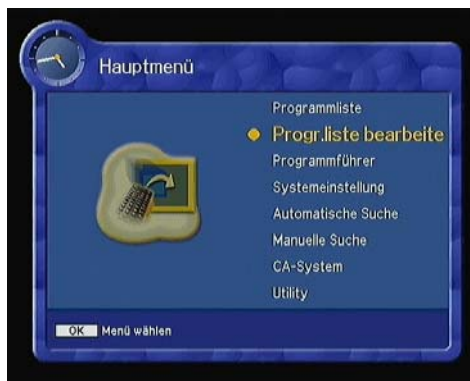 Hauptmenü
Programmliste
Progr.liste bearbeite
Programmführer
Systemeinstellung
Automatische Suche
Manuelle Suche
CA-System
Utility
OK Menü wählen